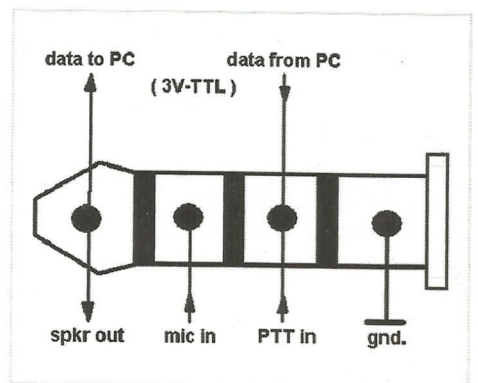 data to PC
data from PC
( 3V-TTL )
spkr out
mic in
PTT in
gnd.